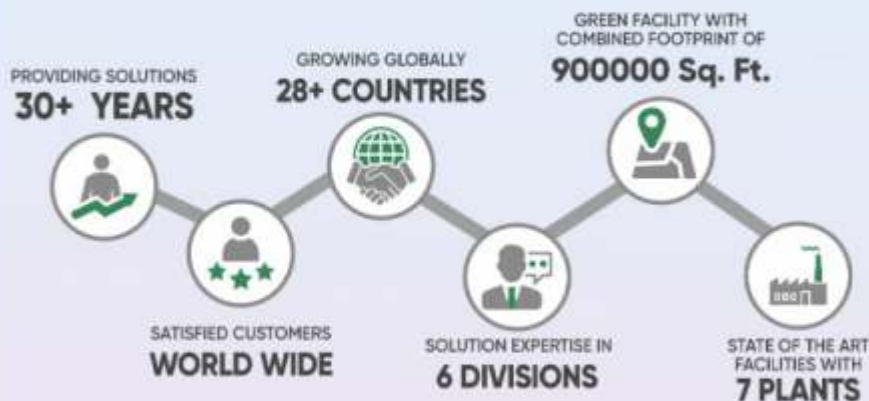 PROVIDING SOLUTIONS
30+ YEARS
SATISFIED CUSTOMERS
WORLD WIDE
GROWING GLOBALLY
28+ COUNTRIES
SOLUTION EXPERTISE IN
6 DIVISIONS
GREEN FACILITY WITH
COMBINED FOOTPRINT OF
900000 Sq. Ft.
STATE OF THE ART
FACILITIES WITH
7 PLANTS